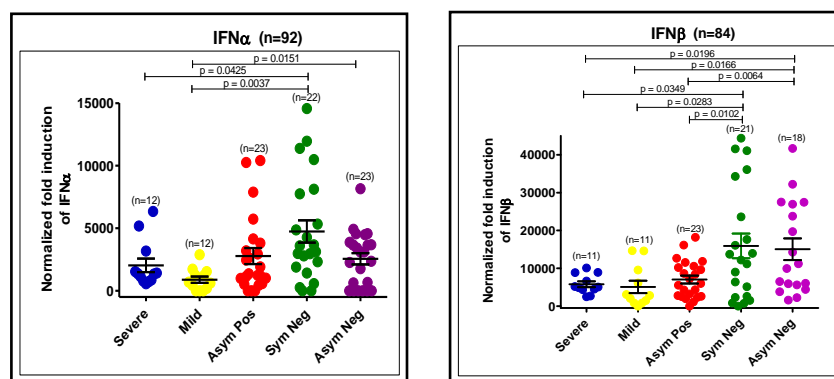 IFNα (n=92)
p = 0.0151
p = 0.0425
p = 0.0037
(n=22)
15000
(n=23)
(n=23)
10000
(n=12)
5000
(n=12)
0
Normalized fold induction
of IFNα
Severe
Mild
Asym Pos
Sym Neg
Asym Neg
IFNβ (n=84)
p = 0.0196
p = 0.0166
p = 0.0064
p = 0.0349
p = 0.0283
p = 0.0102
(n=21)
(n=18)
40000
30000
(n=23)
20000
(n=11)
(n=11)
10000
0
Normalized fold induction
of IFNβ
Severe
Mild
Asym Pos
Sym Neg
Asym Neg